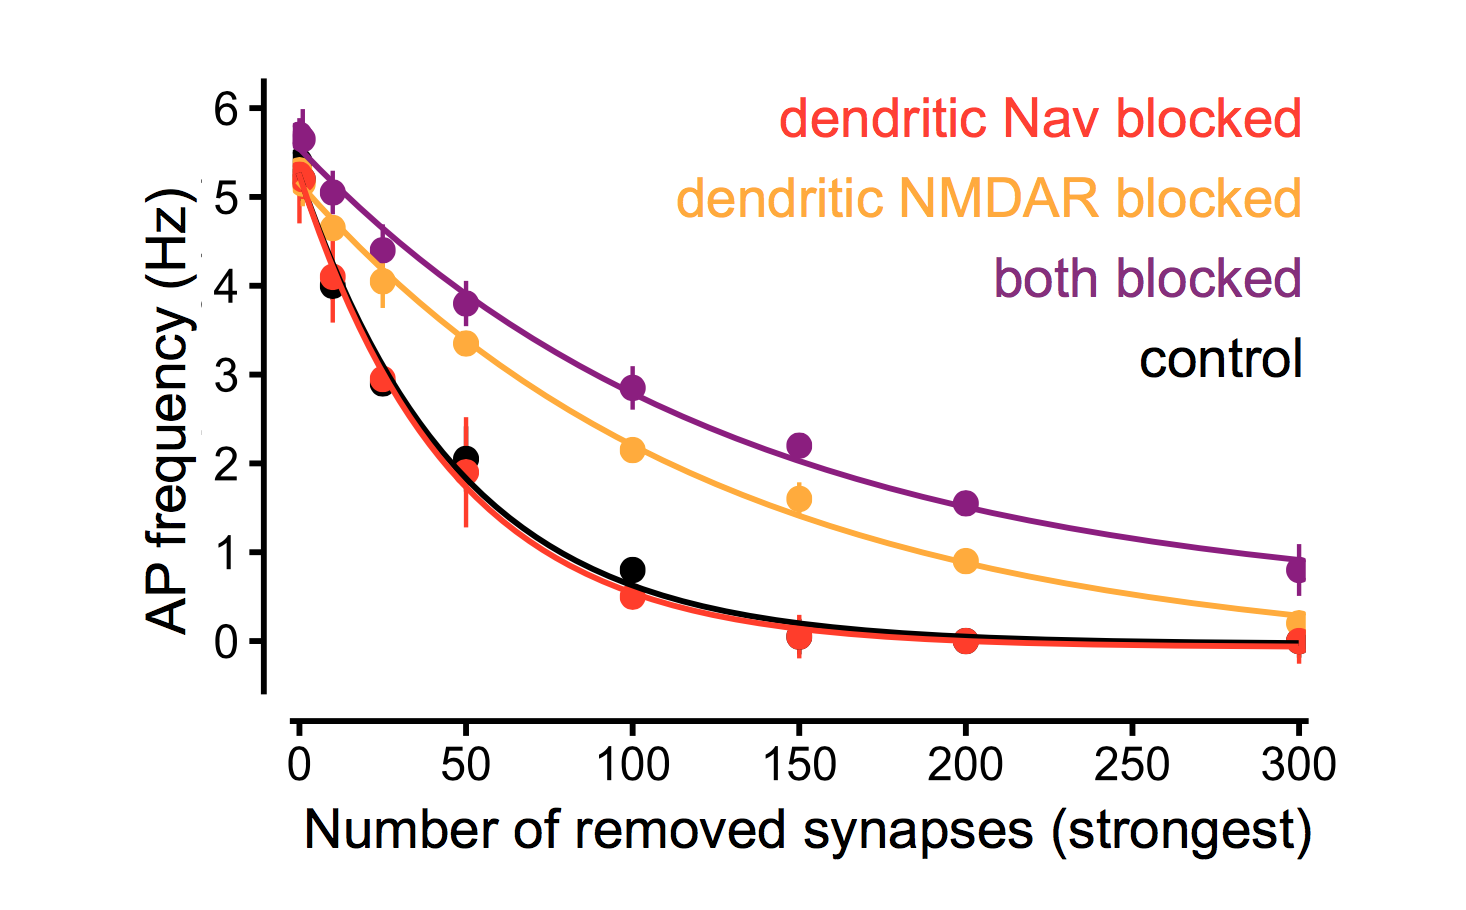 6
5
4
3
2
1
0
AP frequency (Hz)
dendritic Nav blocked
dendritic NMDAR blocked
both blocked
control
0 50 100 150 200 250 300
Number of removed synapses (strongest)